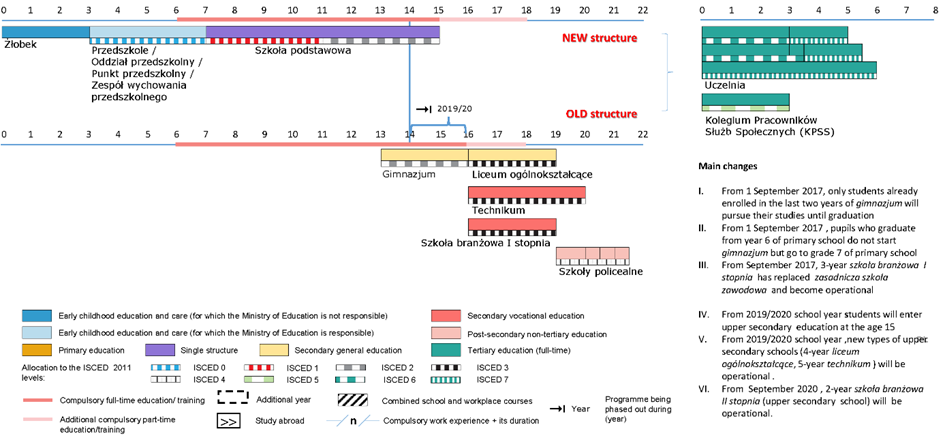 0 1 2 3 4 5 6 7 8 9 10 11 12 13 14 15 16 17 18 19 20 21 22
0 1 2 3 4 5 6 7 8
Żłobek
Przedszkole /
Oddział przedszkolny /
Punkt przedszkolny /
Zespół wychowania
przedszkolnego
Szkoła podstawowa
NEW structure
Uczelnia
Kolegium Pracowników
Służb Społecznych (KPSS)
2019/20
OLD structure
0 1 2 3 4 5 6 7 8 9 10 11 12 13 14 15 16 17 18 19 20 21 22
Gimnazjum
Liceum ogólnokształcące
Technikum
Szkoła branżowa I stopnia
Szkoły policealne
Main changes
I. From 1 September 2017, only students already
enrolled in the last two years of gimnazjum will
pursue their studies until graduation
II. From 1 September 2017 , pupils who graduate
from year 6 of primary school do not start
gimnazjum but go to grade 7 of primary school
III. From September 2017, 3-year szkoła branżowa I
stopnia has replaced zasadnicza szkoła
zawodowa and become operational
IV. From 2019/2020 school year students will enter
upper secondary education at the age 15
V. From 2019/2020 school year ,new types of upper
secondary schools (4-year liceum
ogólnokształcące, 5-year technikum ) will be
operational .
VI. From September 2020 , 2-year szkoła branżowa
II stopnia (upper secondary school) will be
operational.
Early childhood education and care (for which the Ministry of Education is not responsible)
Secondary vocational education
Early childhood education and care (for which the Ministry of Education is responsible)
Post-secondary non-tertiary education
Primary education
Single structure
Secondary general education
Tertiary education (full-time)
Allocation to the ISCED 2011
levels:
ISCED 0
ISCED 1
ISCED 2
ISCED 3
ISCED 4
ISCED 5
ISCED 6
ISCED 7
Compulsory full-time education/ training
Additional year
Combined school and workplace courses
Year
Programme being
phased out during
(year)
Additional compulsory part-time
education/training
>>
Study abroad
n
Compulsory work experience + its duration